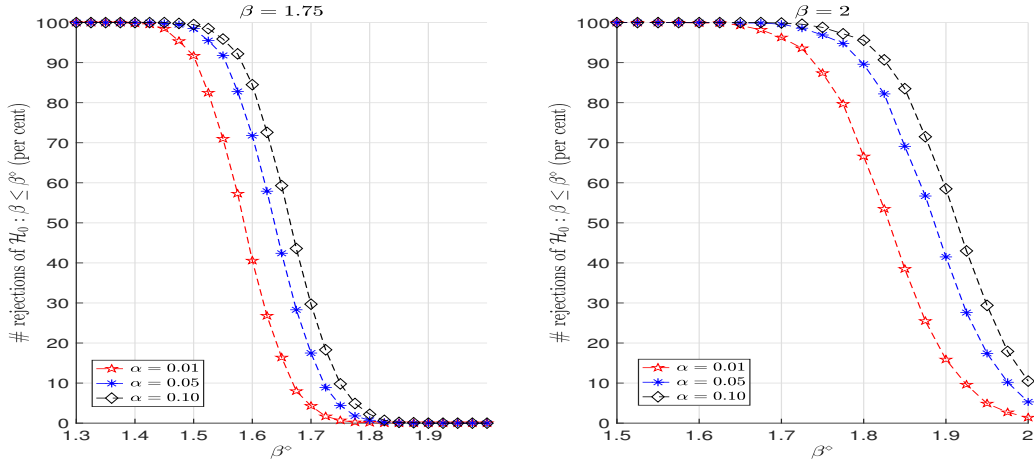 β = 1.75
100
90
80
70
60
50
40
30
20
10
0
# rejections of ℋ₀ : β ≤ β° (per cent)
α = 0.01
α = 0.05
α = 0.10
1.3 1.4 1.5 1.6 1.7 1.8 1.9
β°
β = 2
100
90
80
70
60
50
40
30
20
10
0
# rejections of ℋ₀ : β ≤ β° (per cent)
α = 0.01
α = 0.05
α = 0.10
1.5 1.6 1.7 1.8 1.9 2
β°